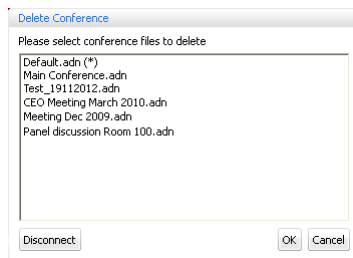 Delete Conference
Please select conference files to delete
Default.adn (*)
Main Conference.adn
Test_19112012.adn
CEO Meeting March 2010.adn
Meeting Dec 2009.adn
Panel discussion Room 100.adn
Disconnect OK Cancel